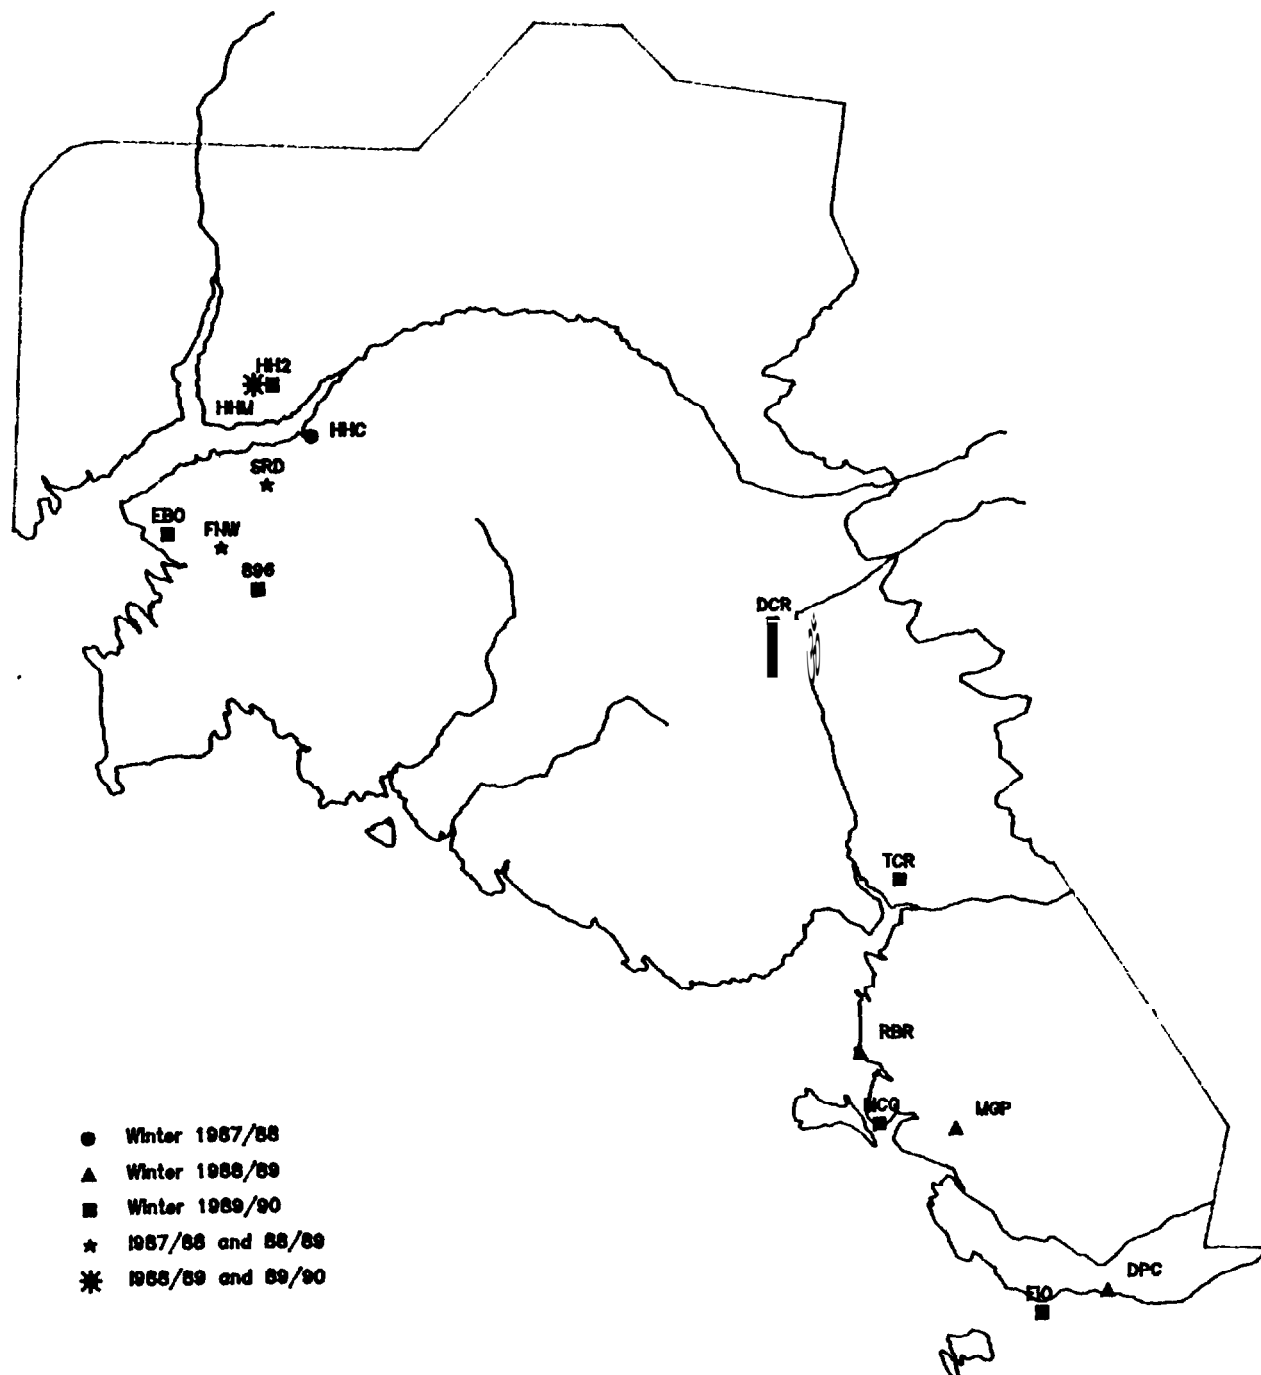 HH2
HHM
HHC
SRD
EBO
FNW
896
DCR
TCR
RBR
MCG
MGP
DPC
Winter 1987/88
Winter 1988/89
Winter 1989/90
1987/88 and 88/89
1988/89 and 89/90